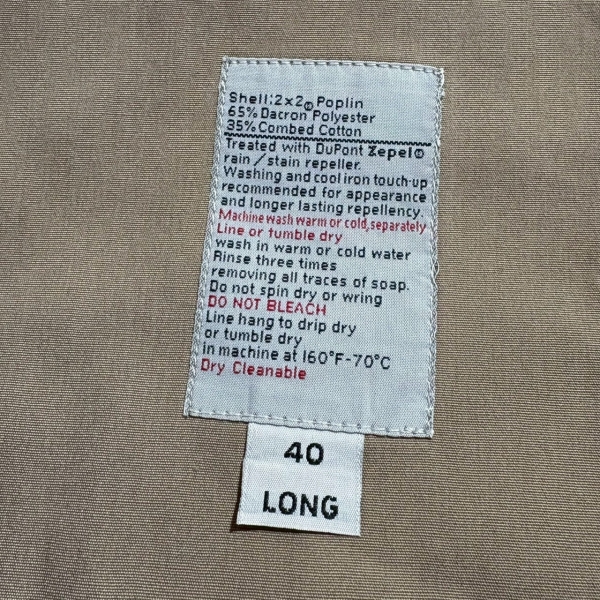 Shell: 2x2® Poplin
65% Dacron Polyester
35% Combed Cotton
Treated with DuPont Zepel®
rain / stain repeller.
Washing and cool iron touch-up
recommended for appearance
and longer lasting repellency.
Machine wash warm or cold, separately
Line or tumble dry
wash in warm or cold water
Rinse three times
removing all traces of soap.
Do not spin dry or wring
DO NOT BLEACH
Line hang to drip dry
or tumble dry
in machine at 160°F-70°C
Dry Cleanable
40
LONG